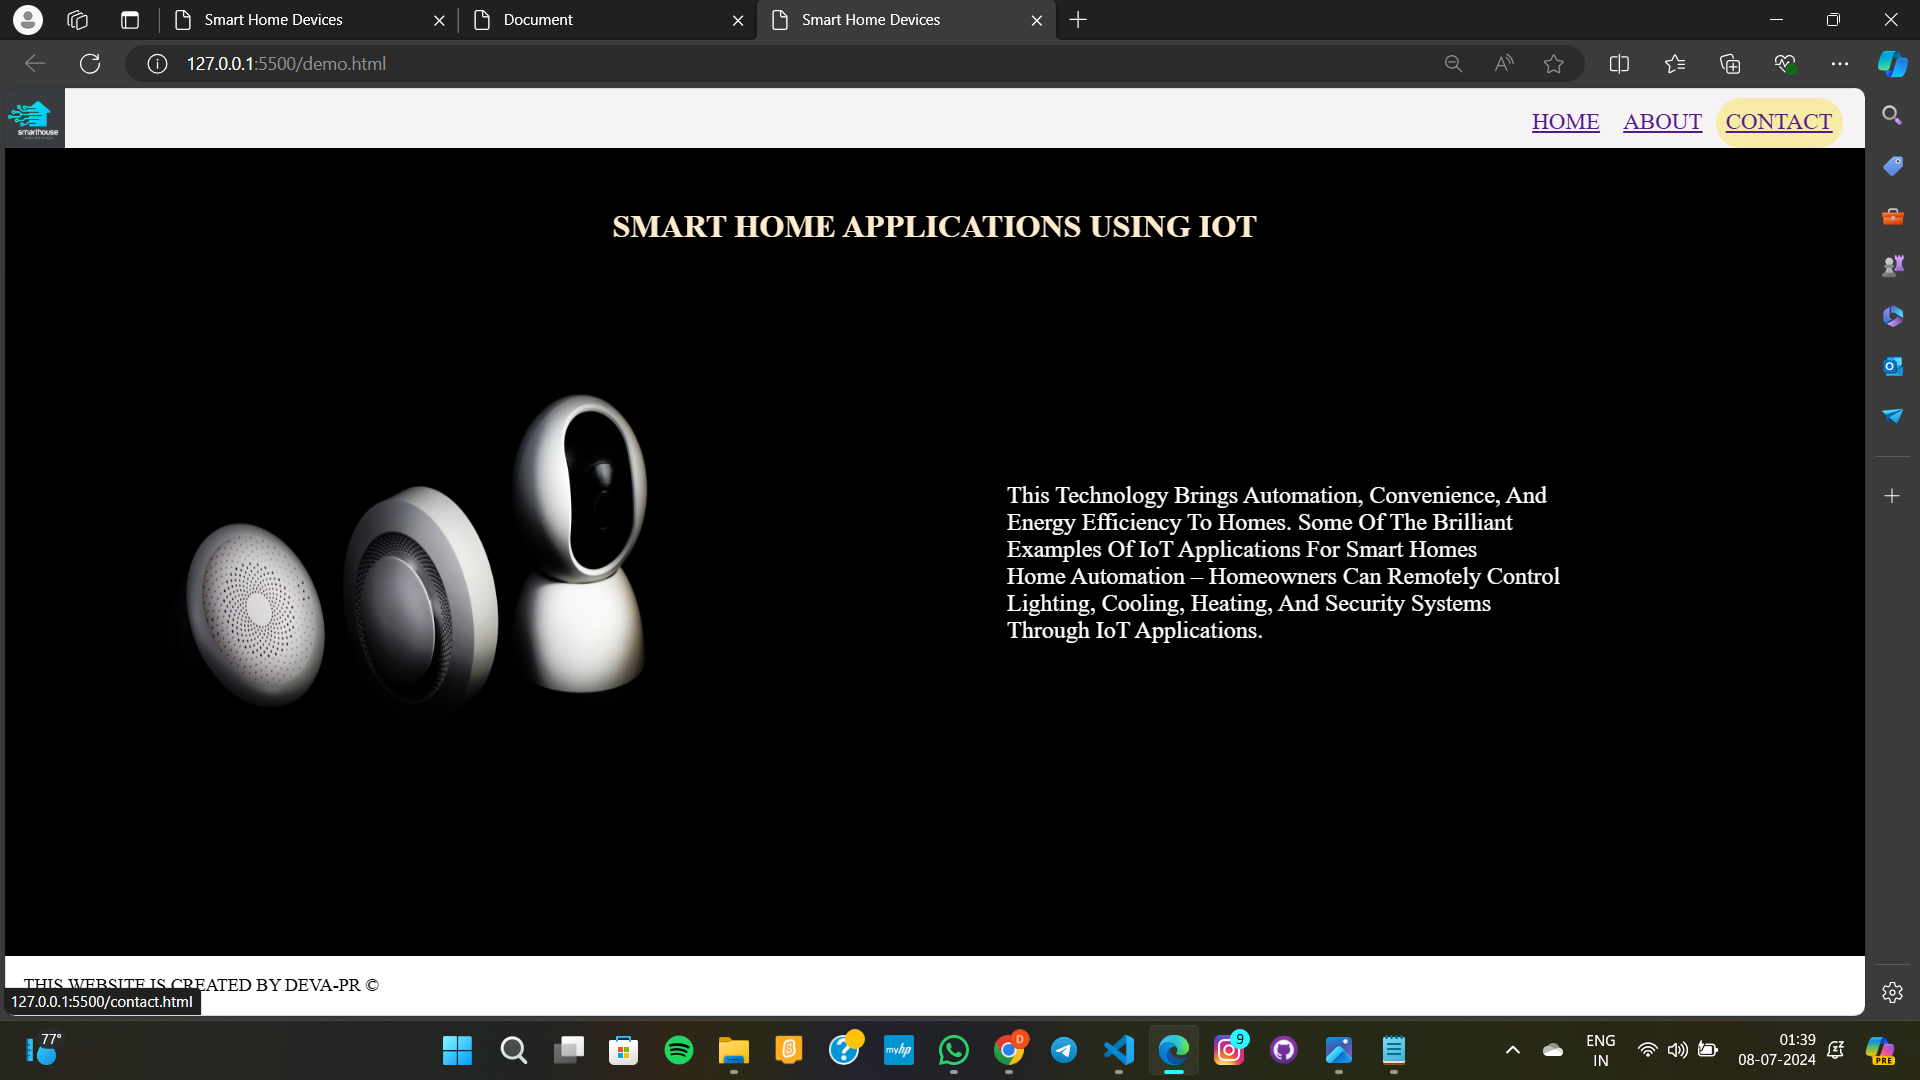 Smart Home Devices
Document
Smart Home Devices
127.0.0.1:5500/demo.html
smarthouse
HOME
ABOUT
CONTACT
SMART HOME APPLICATIONS USING IOT
This Technology Brings Automation, Convenience, And
Energy Efficiency To Homes. Some Of The Brilliant
Examples Of IoT Applications For Smart Homes
Home Automation – Homeowners Can Remotely Control
Lighting, Cooling, Heating, And Security Systems
Through IoT Applications.
THIS WEBSITE IS CREATED BY DEVA-PR ©
127.0.0.1:5500/contact.html
77°
myhp
D
9
ENG
IN
01:39
08-07-2024
PRE